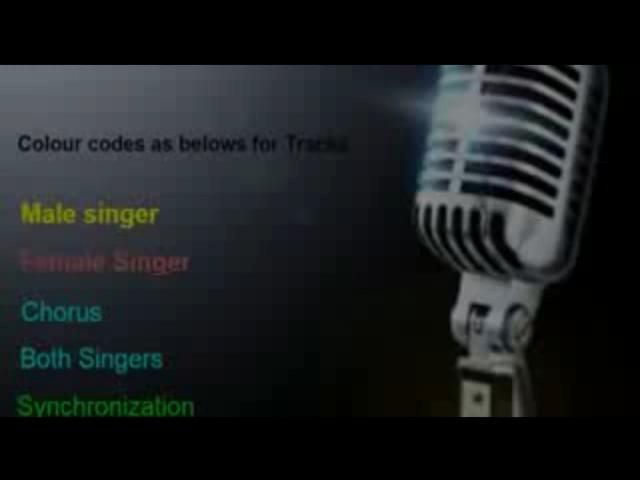 Colour codes as belows for Tracks
Male singer
Female Singer
Chorus
Both Singers
Synchronization